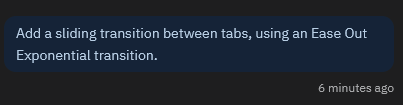 Add a sliding transition between tabs, using an Ease Out
Exponential transition.
6 minutes ago